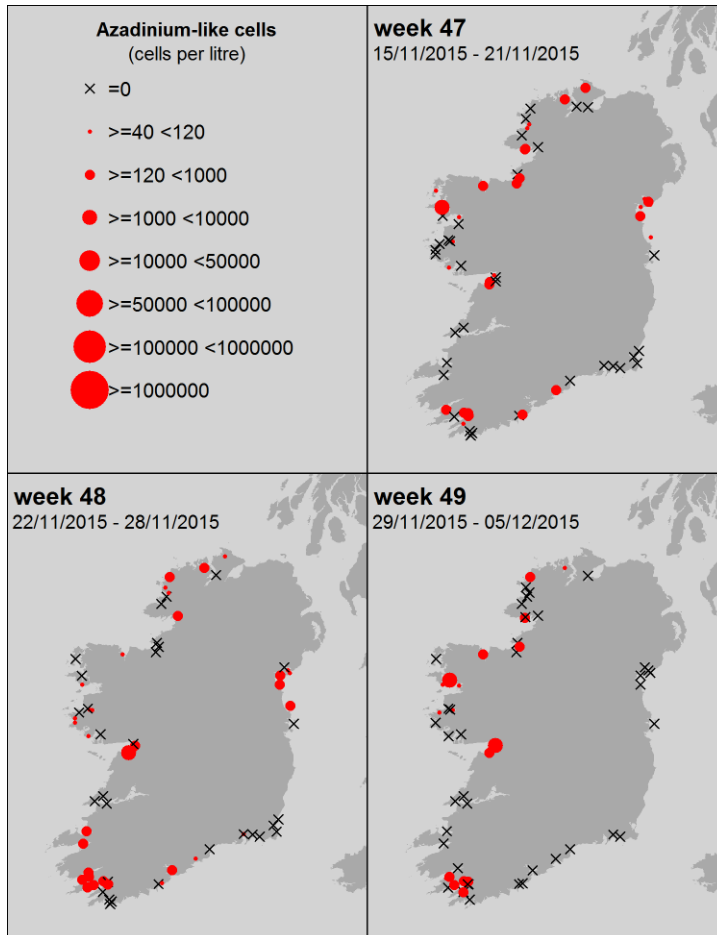 Azadinium-like cells
(cells per litre)
=0
>=40 <120
>=120 <1000
>=1000 <10000
>=10000 <50000
>=50000 <100000
>=100000 <1000000
>=1000000
week 47
15/11/2015 - 21/11/2015
week 48
22/11/2015 - 28/11/2015
week 49
29/11/2015 - 05/12/2015